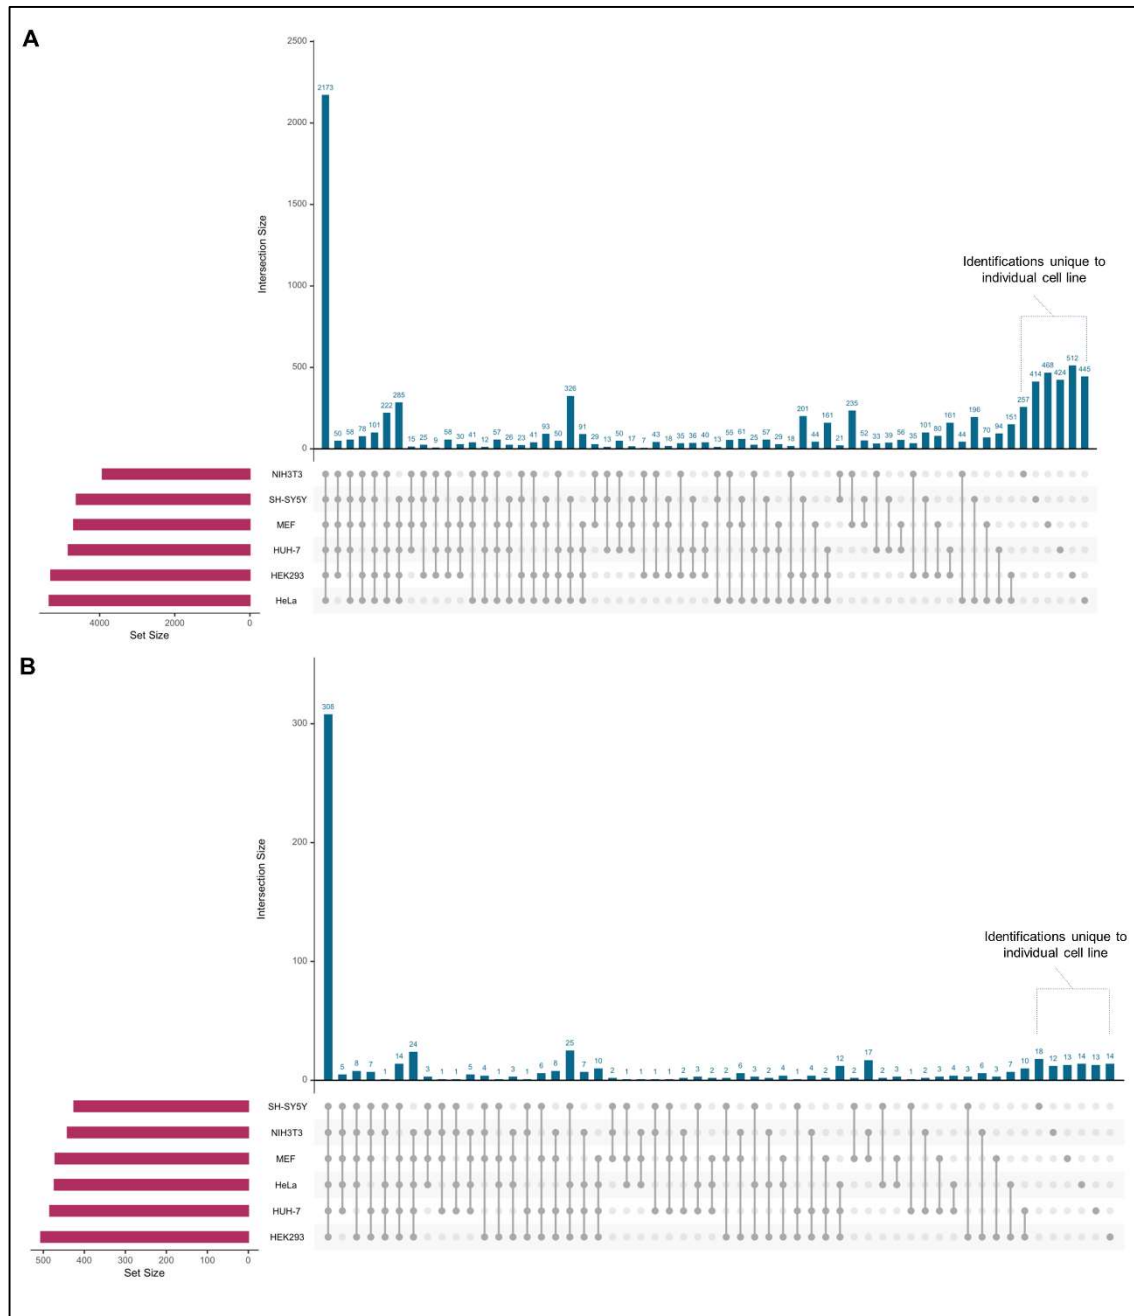 A
2500
2000
1500
1000
500
0
Intersection Size
2173 50 58 78 101 222 285 15 25 9 58 30 41 12 57 26 23 41 93 50 326 91 29 13 50 17 7 43 16 35 36 40 13 55 61 25 57 29 18 201 44 161 21 235 52 33 39 56 35 101 80 161 44 196 70 94 151 257 414 468 424 512 445
Identifications unique to
individual cell line
NIH3T3
SH-SY5Y
MEF
HUH-7
HEK293
HeLa
4000 2000 0
Set Size
B
300
200
100
0
Intersection Size
308 5 8 7 1 14 24 3 1 1 5 4 1 3 1 6 8 25 7 10 2 1 1 1 1 2 3 2 2 6 3 2 4 1 4 2 12 2 17 2 3 1 2 3 4 3 6 3 7 10 18 12 13 14 13 14
Identifications unique to
individual cell line
SH-SY5Y
NIH3T3
MEF
HeLa
HUH-7
HEK293
500 400 300 200 100 0
Set Size